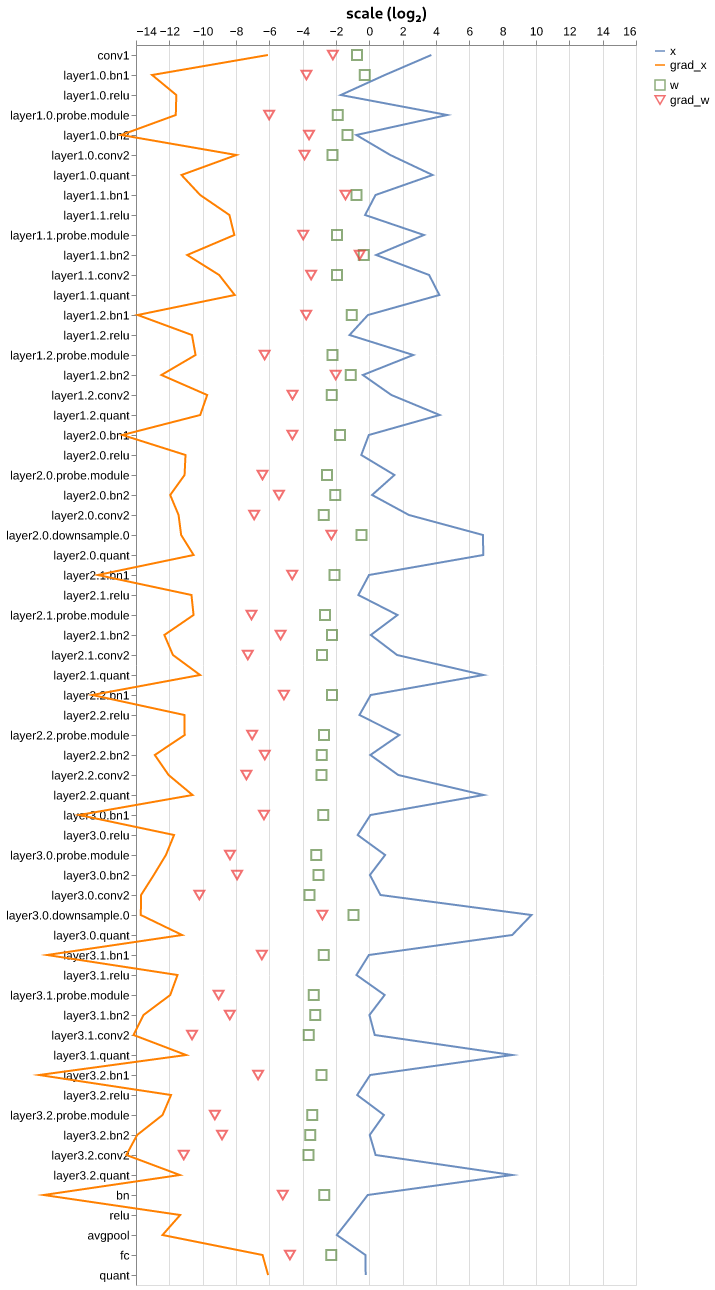 scale (log₂)
−14 −12 −10 −8 −6 −4 −2 0 2 4 6 8 10 12 14 16
x
grad_x
w
grad_w
conv1
layer1.0.bn1
layer1.0.relu
layer1.0.probe.module
layer1.0.bn2
layer1.0.conv2
layer1.0.quant
layer1.1.bn1
layer1.1.relu
layer1.1.probe.module
layer1.1.bn2
layer1.1.conv2
layer1.1.quant
layer1.2.bn1
layer1.2.relu
layer1.2.probe.module
layer1.2.bn2
layer1.2.conv2
layer1.2.quant
layer2.0.bn1
layer2.0.relu
layer2.0.probe.module
layer2.0.bn2
layer2.0.conv2
layer2.0.downsample.0
layer2.0.quant
layer2.1.bn1
layer2.1.relu
layer2.1.probe.module
layer2.1.bn2
layer2.1.conv2
layer2.1.quant
layer2.2.bn1
layer2.2.relu
layer2.2.probe.module
layer2.2.bn2
layer2.2.conv2
layer2.2.quant
layer3.0.bn1
layer3.0.relu
layer3.0.probe.module
layer3.0.bn2
layer3.0.conv2
layer3.0.downsample.0
layer3.0.quant
layer3.1.bn1
layer3.1.relu
layer3.1.probe.module
layer3.1.bn2
layer3.1.conv2
layer3.1.quant
layer3.2.bn1
layer3.2.relu
layer3.2.probe.module
layer3.2.bn2
layer3.2.conv2
layer3.2.quant
bn
relu
avgpool
fc
quant